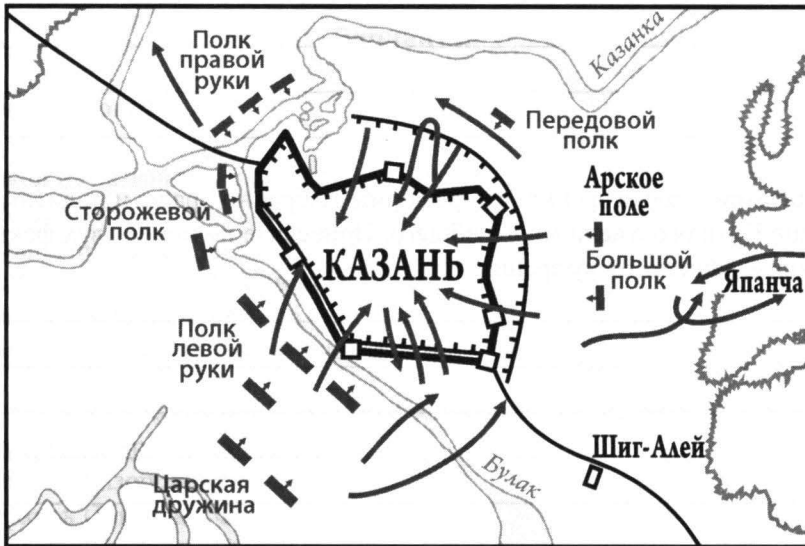 Полк
правой
руки
Казанка
Передовой
полк
Арское
поле
Сторожевой
полк
КАЗАНЬ
Большой
полк
Япанча
Полк
левой
руки
Шиг-Алей
Булак
Царская
дружина